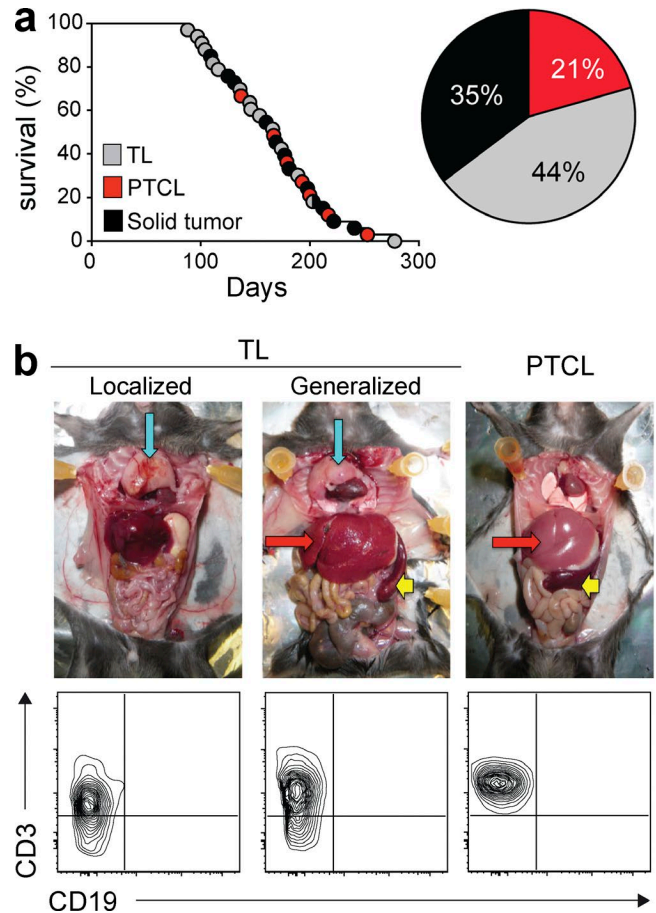 a
survival (%)
100
80
60
40
20
0
TL
PTCL
Solid tumor
0
100
200
300
Days
35%
21%
44%
b
TL
PTCL
Localized
Generalized
CD3
CD19